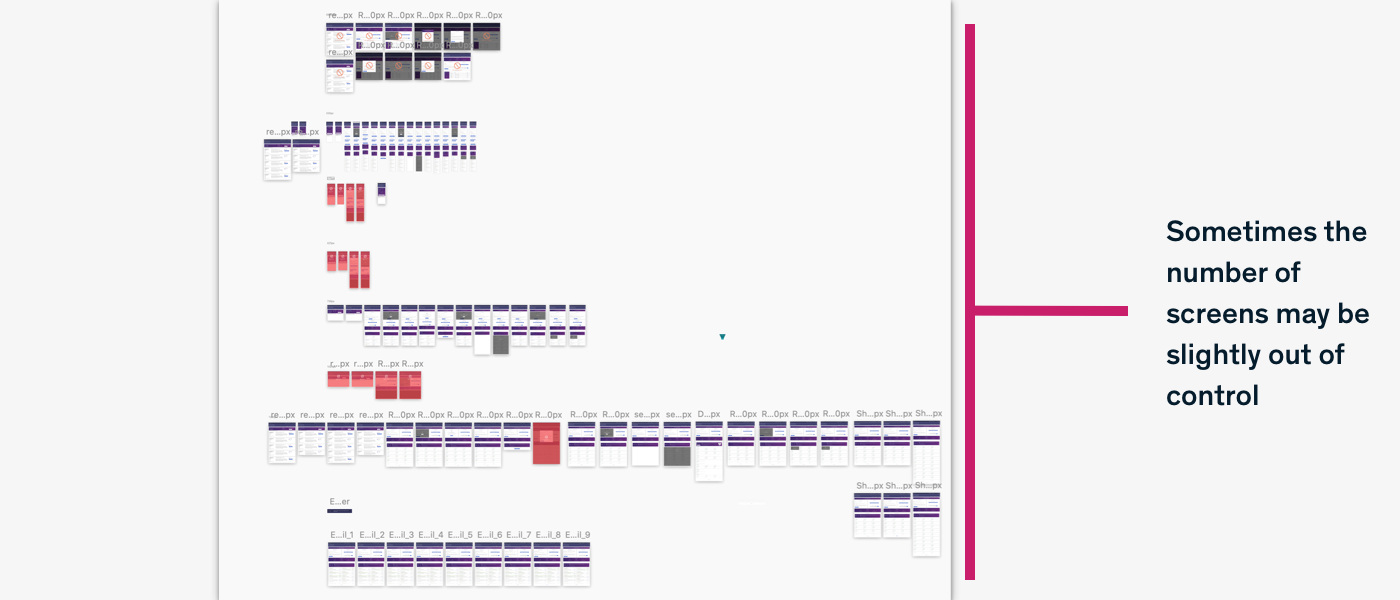 re...px R...0px R...0px R...0px R...0px R...0px
re...px
re...px
r...px r...px R...px R...px
re...px re...px re...px re...px R...0px R...0px R...0px R...0px R...0px R...0px R...0px R...0px se...px se...px D...px R...0px R...0px R...0px R...0px Sh...px Sh...px Sh...px
Sh...px Sh...px Sh...px
E...er
E...il_1 E...il_2 E...il_3 E...il_4 E...il_5 E...il_6 E...il_7 E...il_8 E...il_9
Sometimes the
number of
screens may be
slightly out of
control